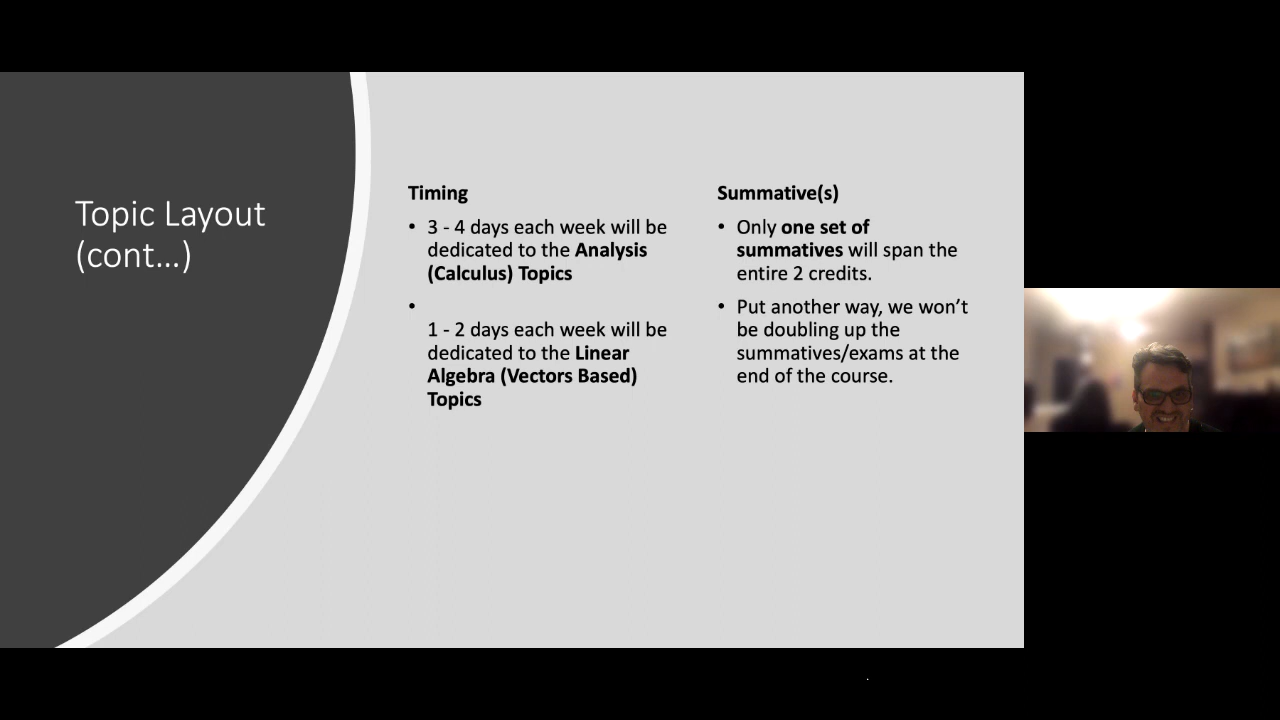 Topic Layout
(cont...)
Timing
• 3 - 4 days each week will be
dedicated to the Analysis
(Calculus) Topics
•
1 - 2 days each week will be
dedicated to the Linear
Algebra (Vectors Based)
Topics
Summative(s)
• Only one set of
summatives will span the
entire 2 credits.
• Put another way, we won’t
be doubling up the
summatives/exams at the
end of the course.